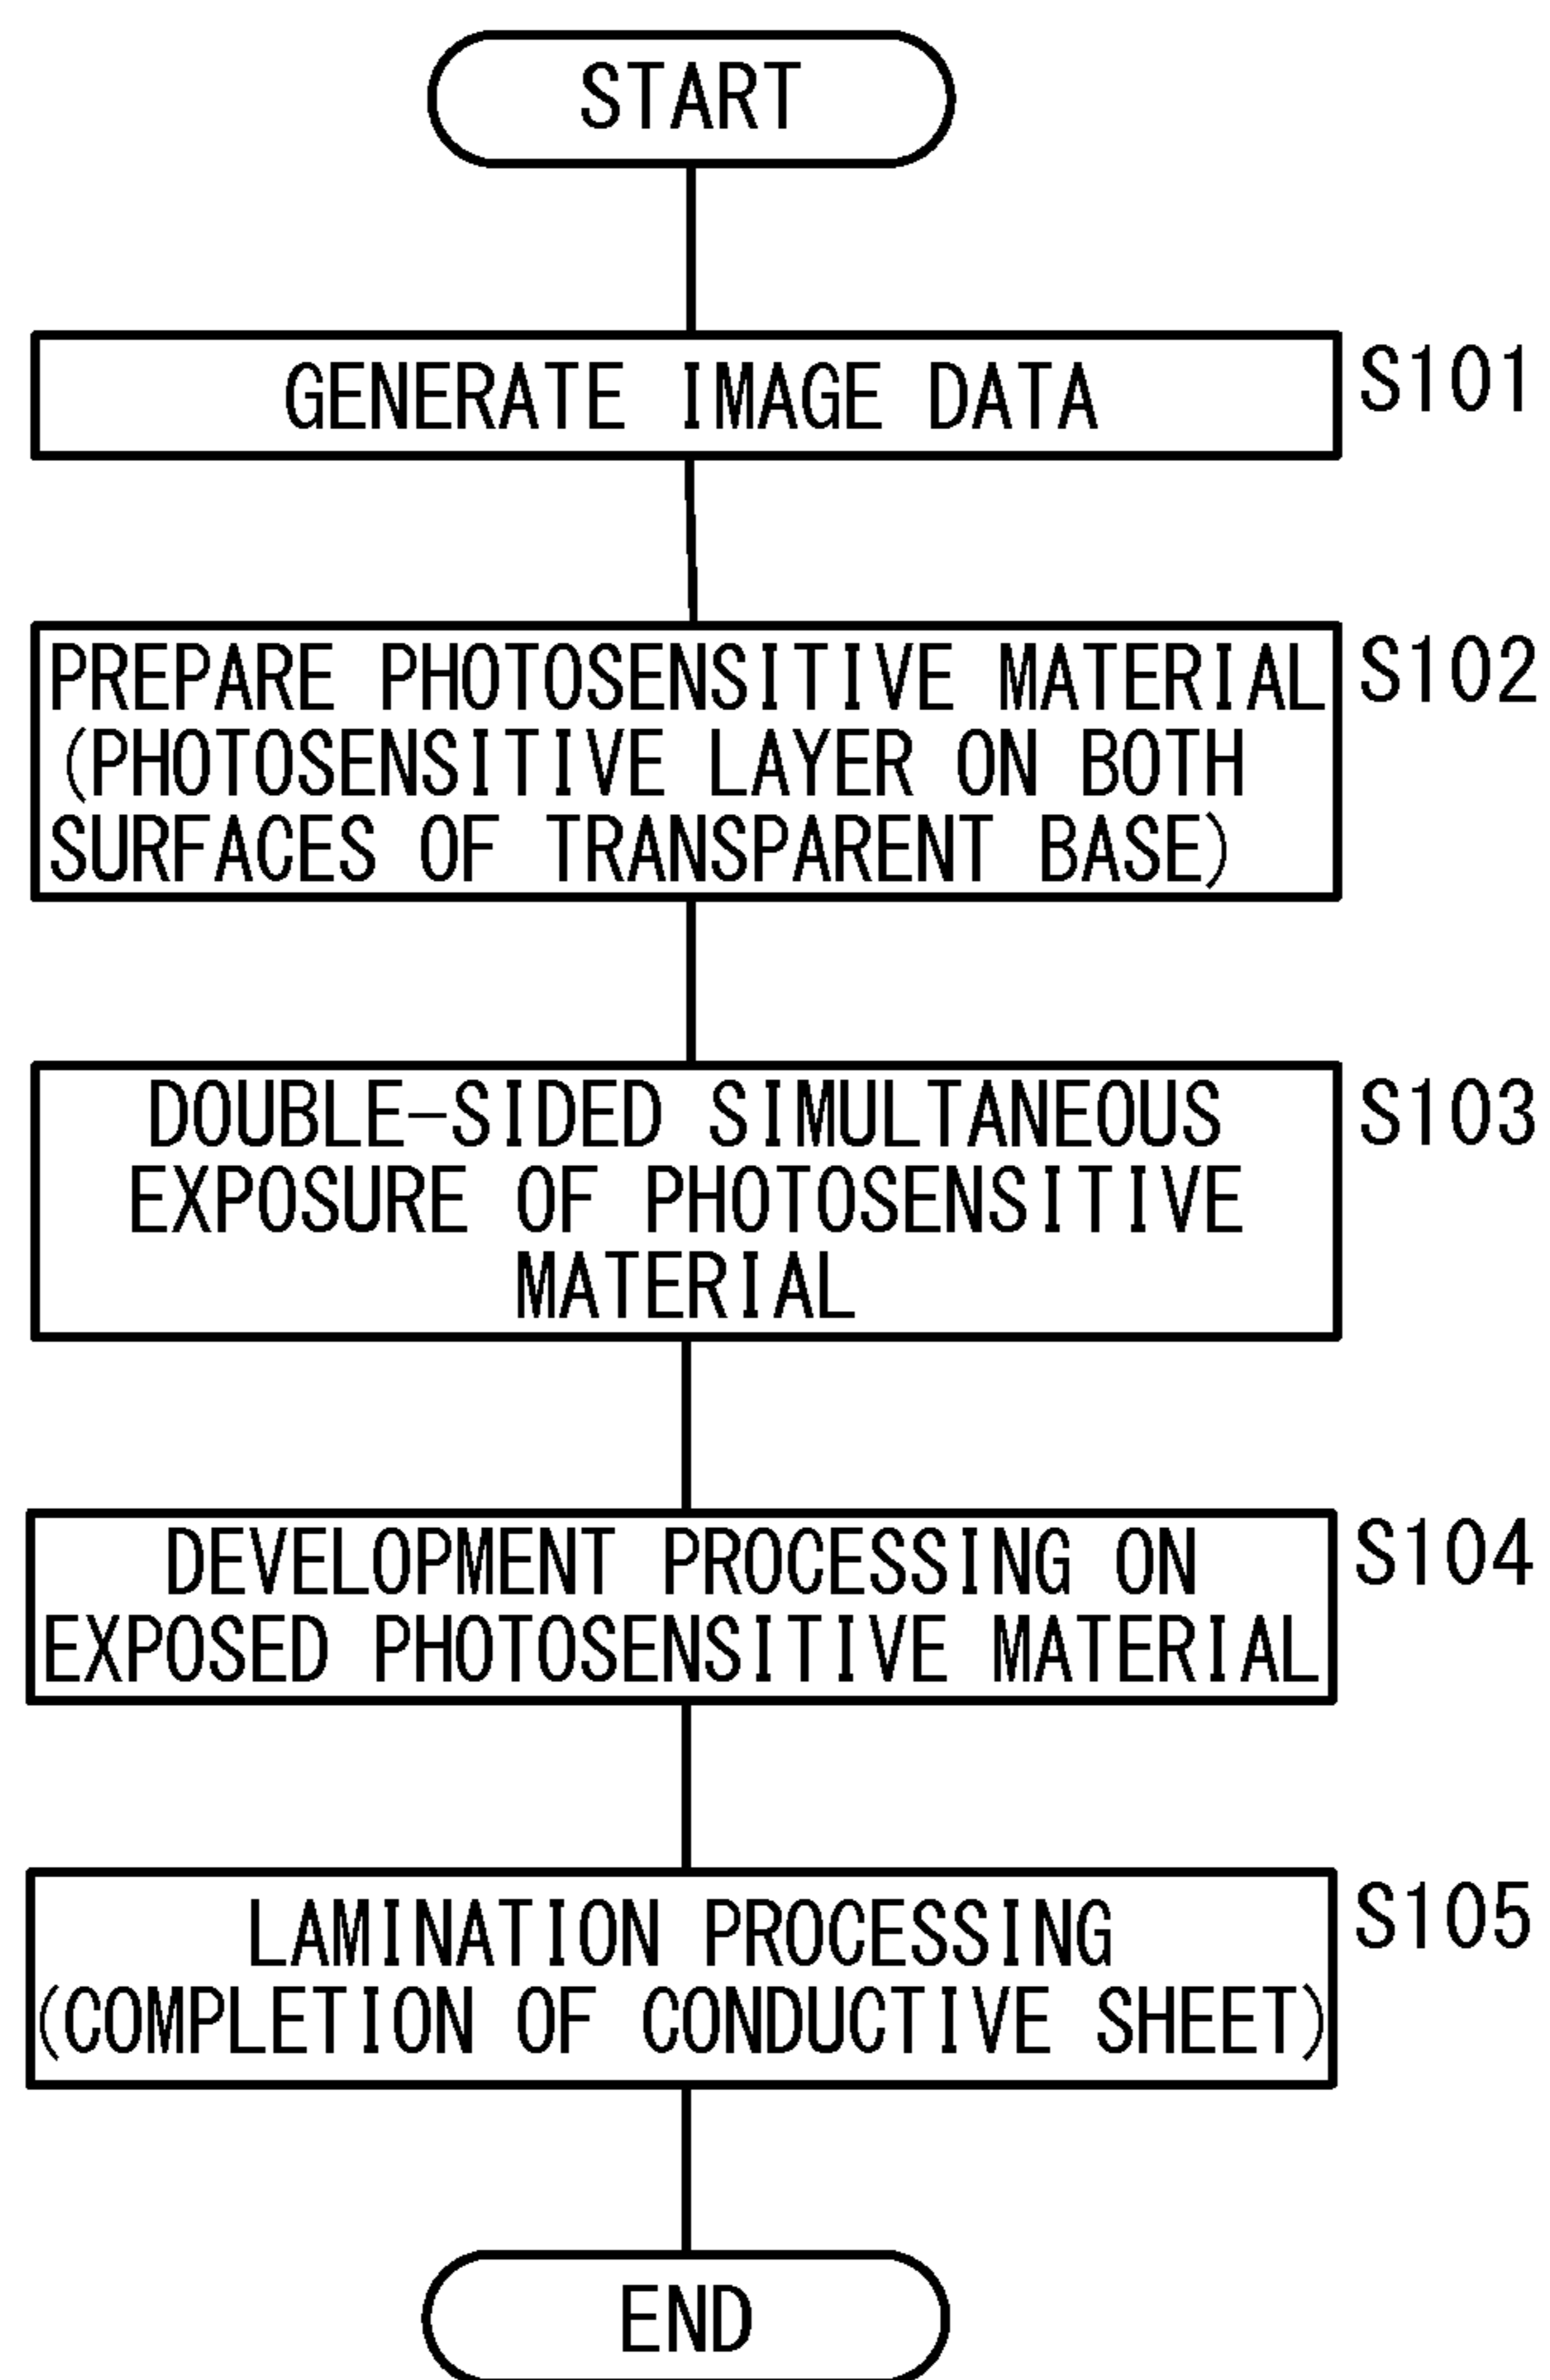 START
GENERATE IMAGE DATA
S101
PREPARE PHOTOSENSITIVE MATERIAL
S102
(PHOTOSENSITIVE LAYER ON BOTH
SURFACES OF TRANSPARENT BASE)
DOUBLE-SIDED SIMULTANEOUS
S103
EXPOSURE OF PHOTOSENSITIVE
MATERIAL
DEVELOPMENT PROCESSING ON
S104
EXPOSED PHOTOSENSITIVE MATERIAL
LAMINATION PROCESSING
S105
(COMPLETION OF CONDUCTIVE SHEET)
END